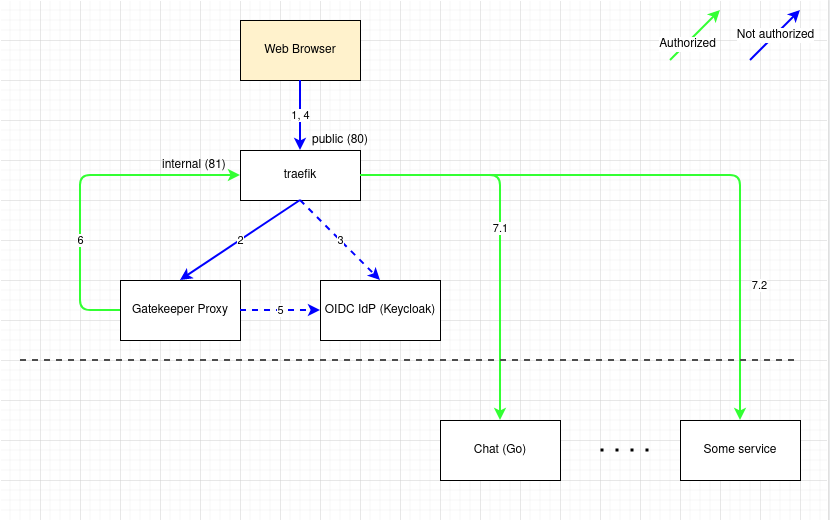 Web Browser
Authorized
Not authorized
1, 4
public (80)
internal (81)
traefik
7.1
6
2
3
7.2
Gatekeeper Proxy
5
OIDC IdP (Keycloak)
Chat (Go)
. . . .
Some service